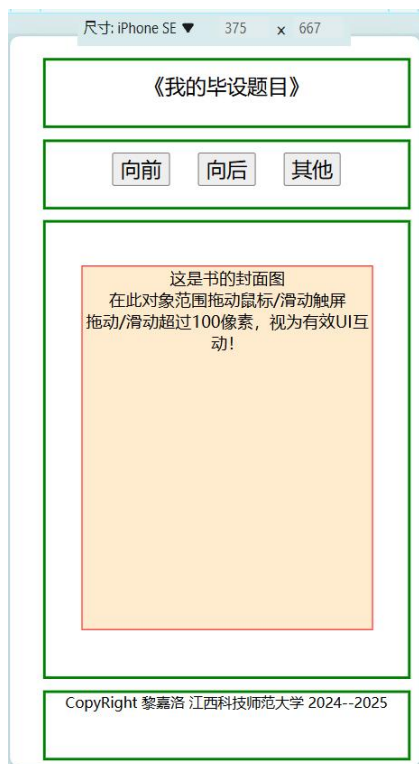 尺寸: iPhone SE ▼ 375 x 667
《我的毕设题目》
向前 向后 其他
这是书的封面图
在此对象范围拖动鼠标/滑动触屏
拖动/滑动超过100像素，视为有效UI互
动！
CopyRight 黎嘉洛 江西科技师范大学 2024--2025